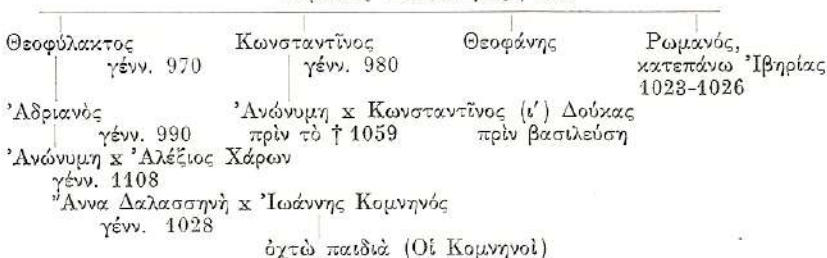 Θεοφύλακτος Κωνσταντῖνος Θεοφάνης Ρωμανός,
γένν. 970 γένν. 980 κατεπάνω Ἰβηρίας
1023-1026
Ἀδριανὸς Ἀνώνυμη x Κωνσταντῖνος (ι΄) Δούκας
γένν. 990 πρὶν τὸ † 1059 πρὶν βασιλεύση
Ἀνώνυμη x Ἀλέξιος Χάρων
γένν. 1108
Ἄννα Δαλασσηνὴ x Ἰωάννης Κομνηνός
γένν. 1028
ὀχτὼ παιδιὰ (Οἱ Κομνηνοὶ)